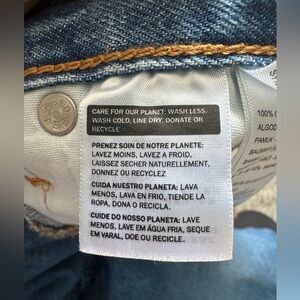 CARE FOR OUR PLANET: WASH LESS,
WASH COLD, LINE DRY, DONATE OR
RECYCLE
PRENEZ SOIN DE NOTRE PLANETE:
LAVEZ MOINS, LAVEZ A FROID,
LAISSEZ SECHER NATURELLEMENT,
DONNEZ OU RECYCLEZ
CUIDA NUESTRO PLANETA: LAVA
MENOS, LAVA EN FRIO, TIENDE LA
ROPA, DONA O RECICLA.
CUIDE DO NOSSO PLANETA: LAVE
MENOS, LAVE EM ÁGUA FRIA, SEQUE
EM VARAL, DOE OU RECICLE.
100%
ALGOD
PAMUK